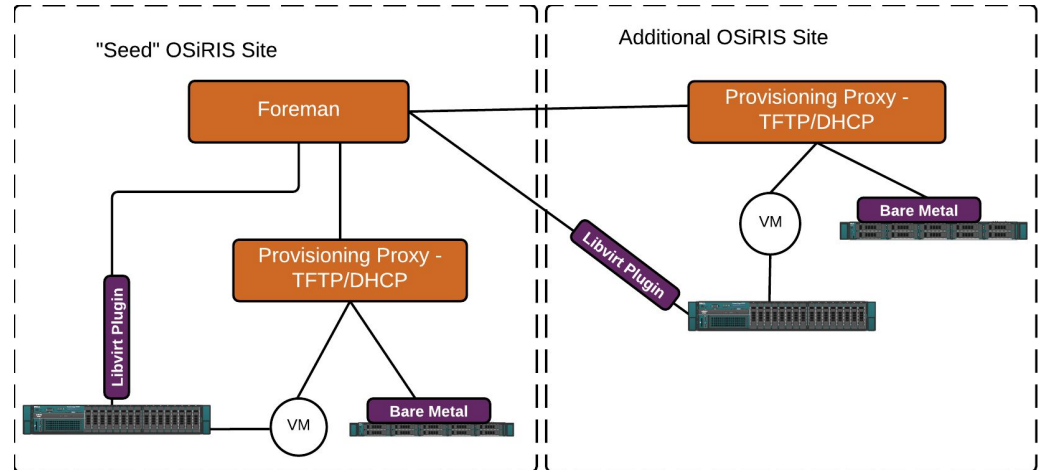 "Seed" OSiRIS Site
Foreman
Provisioning Proxy -
TFTP/DHCP
Libvirt Plugin
VM
Bare Metal
Additional OSiRIS Site
Provisioning Proxy -
TFTP/DHCP
Libvirt Plugin
VM
Bare Metal